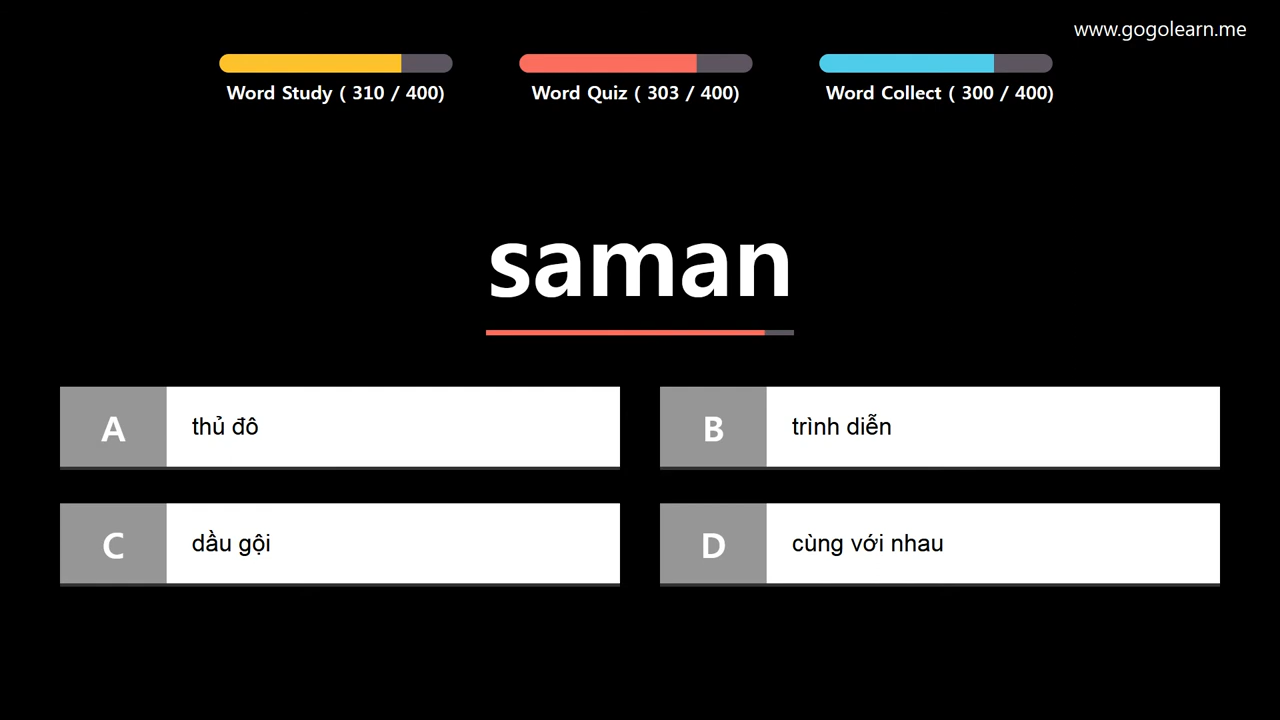 www.gogolearn.me
Word Study ( 310 / 400)
Word Quiz ( 303 / 400)
Word Collect ( 300 / 400)
saman
A
thủ đô
B
trình diễn
C
dầu gội
D
cùng với nhau